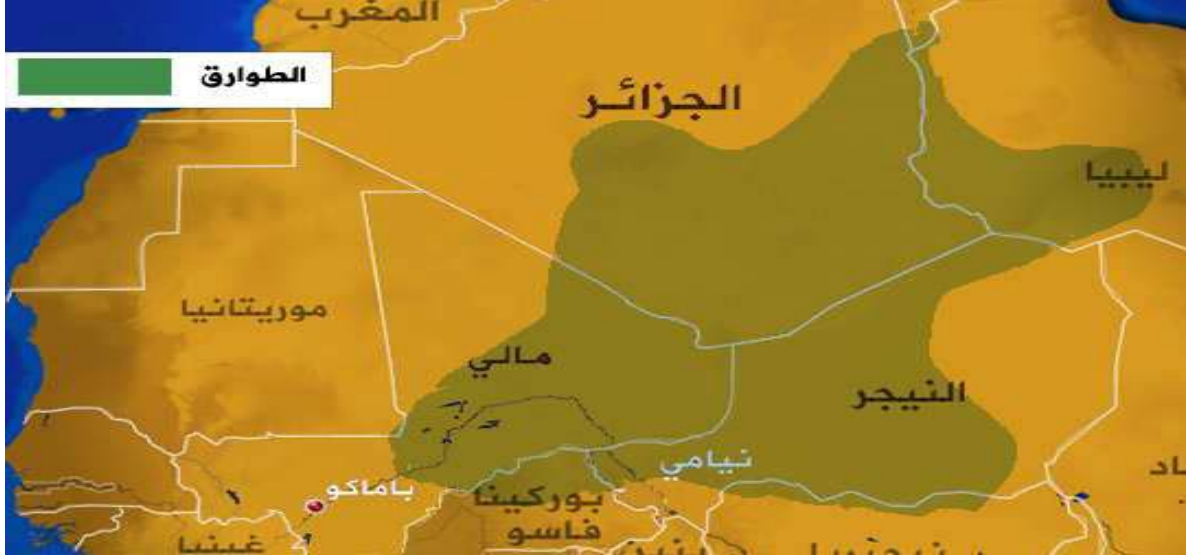 المغرب
الطوارق
الجزائر
ليبيا
موريتانيا
مالي
النيجر
نيامي
باماكو
بوركينا
فاسو
غينيا